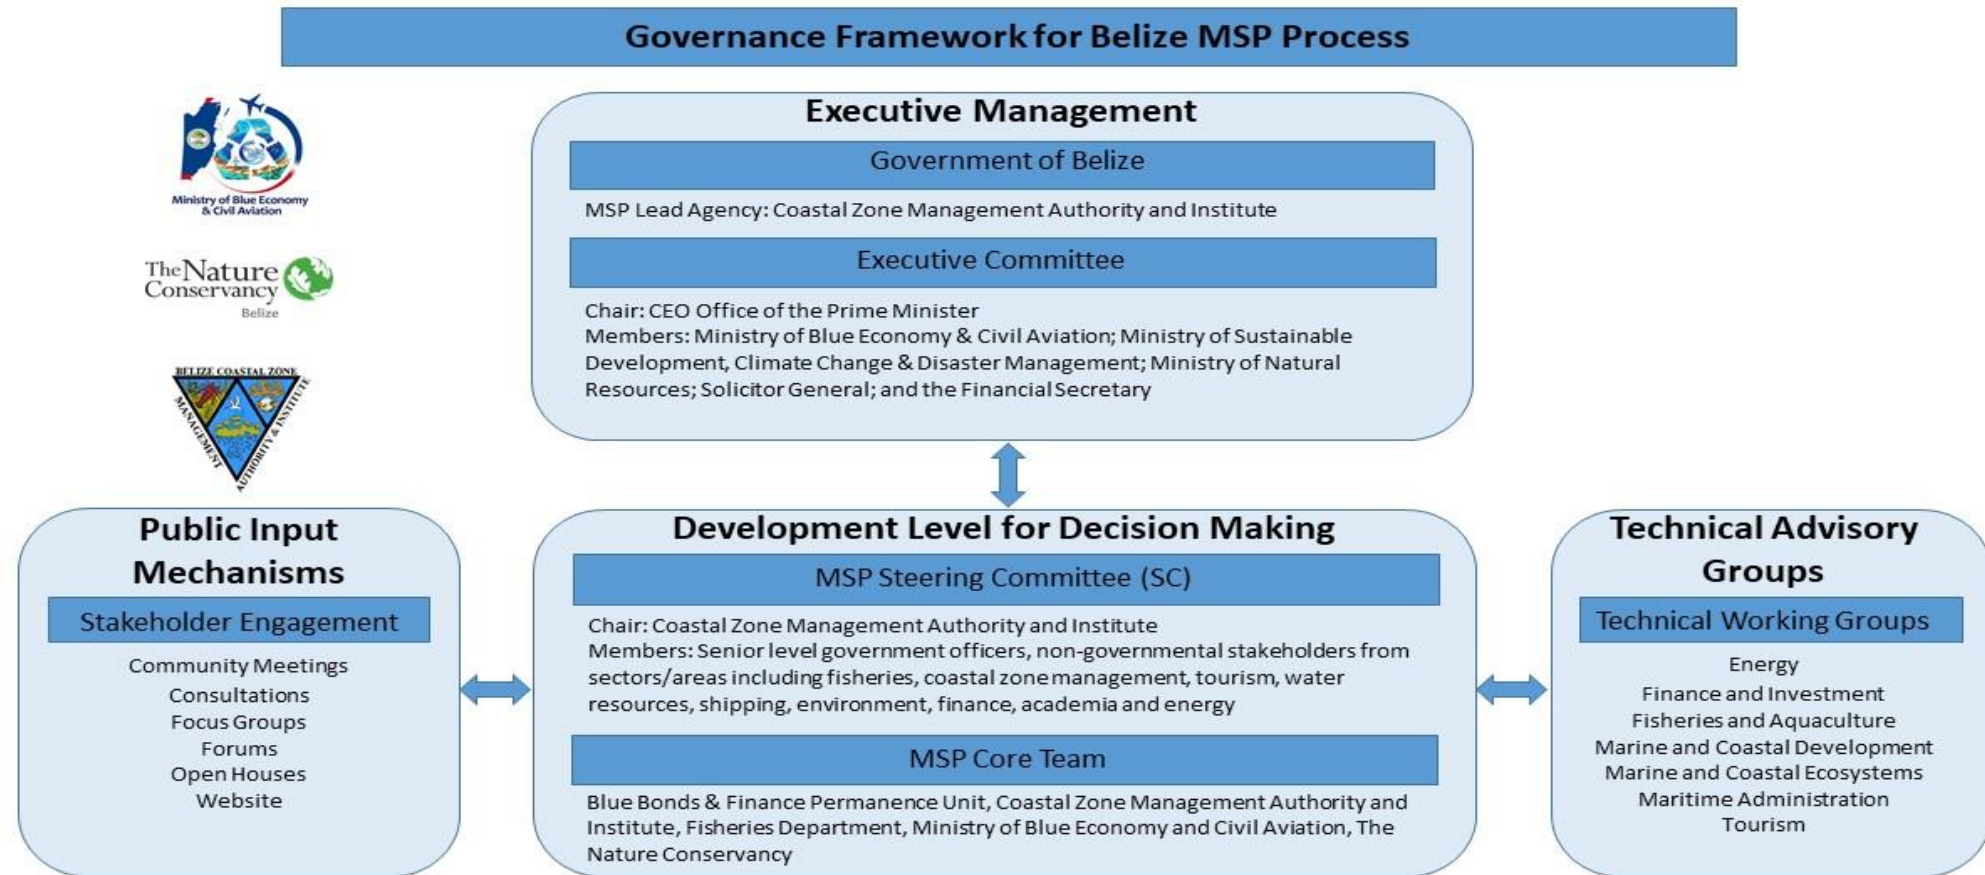 Governance Framework for Belize MSP Process
Ministry of Blue Economy
& Civil Aviation
The Nature
Conservancy
Belize
BELIZE COASTAL ZONE
MANAGEMENT
AUTHORITY & INSTITUTE
Executive Management
Government of Belize
MSP Lead Agency: Coastal Zone Management Authority and Institute
Executive Committee
Chair: CEO Office of the Prime Minister
Members: Ministry of Blue Economy & Civil Aviation; Ministry of Sustainable
Development, Climate Change & Disaster Management; Ministry of Natural
Resources; Solicitor General; and the Financial Secretary
Public Input
Mechanisms
Stakeholder Engagement
Community Meetings
Consultations
Focus Groups
Forums
Open Houses
Website
Development Level for Decision Making
MSP Steering Committee (SC)
Chair: Coastal Zone Management Authority and Institute
Members: Senior level government officers, non-governmental stakeholders from
sectors/areas including fisheries, coastal zone management, tourism, water
resources, shipping, environment, finance, academia and energy
MSP Core Team
Blue Bonds & Finance Permanence Unit, Coastal Zone Management Authority and
Institute, Fisheries Department, Ministry of Blue Economy and Civil Aviation, The
Nature Conservancy
Technical Advisory
Groups
Technical Working Groups
Energy
Finance and Investment
Fisheries and Aquaculture
Marine and Coastal Development
Marine and Coastal Ecosystems
Maritime Administration
Tourism